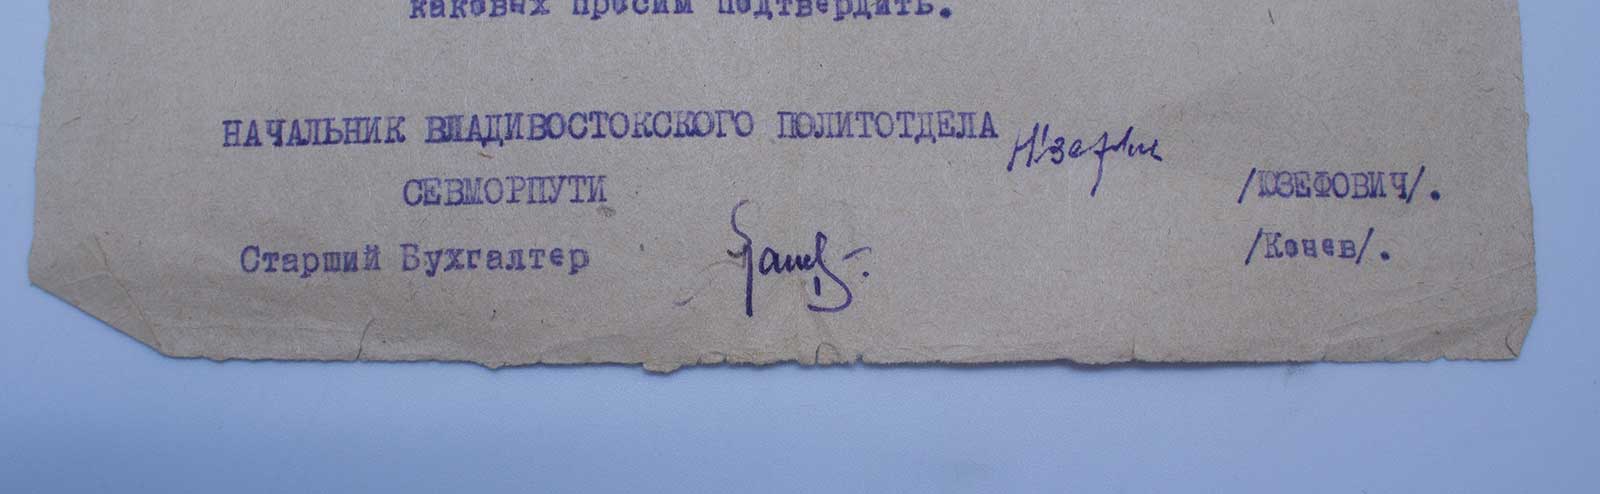 каковых просим подтвердить.
НАЧАЛЬНИК ВЛАДИВОСТОКСКОГО ПОЛИТОТДЕЛА
СЕВМОРПУТИ /ЮЗЕФОВИЧ/.
Старший Бухгалтер /Конев/.